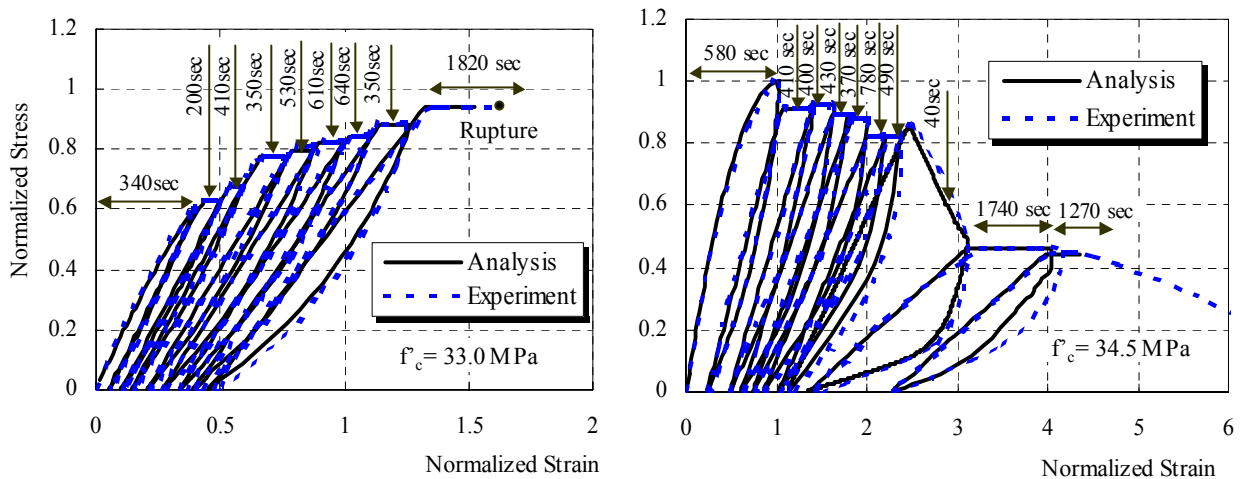 1.2
1
0.8
0.6
0.4
0.2
0
Normalized Stress
340sec
200sec
410sec
350sec
530sec
610sec
640sec
350sec
1820 sec
Rupture
Analysis
Experiment
f'c= 33.0 MPa
0 0.5 1 1.5 2
Normalized Strain
1.2
1
0.8
0.6
0.4
0.2
0
580 sec
410 sec
400 sec
430 sec
370 sec
780 sec
490 sec
40sec
1740 sec
1270 sec
Analysis
Experiment
f'c= 34.5 MPa
0 1 2 3 4 5 6
Normalized Strain